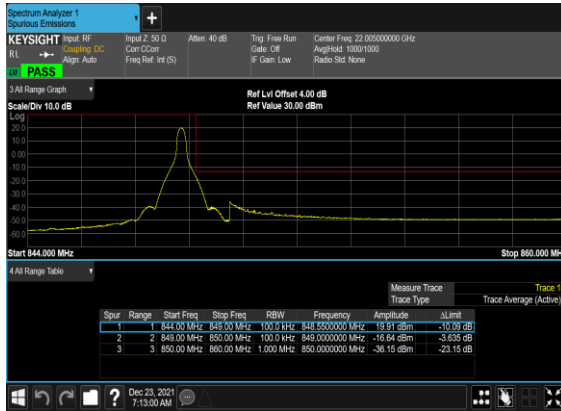 Spectrum Analyzer 1
Spurious Emissions
KEYSIGHT Input: RF Input Z: 50 Ω Atten: 40 dB Trig: Free Run Center Freq: 22.005000000 GHz
R L Coupling: DC Corr CCorr Gate: Off Avg|Hold: 1000/1000
Align: Auto Freq Ref: Int (S) IF Gain: Low Radio Std: None
LV PASS
3 All Range Graph
Ref Lvl Offset 4.00 dB
Scale/Div 10.0 dB Ref Value 30.00 dBm
Log
20.0
10.0
0.00
-10.0
-20.0
-30.0
-40.0
-50.0
-60.0
Start 844.000 MHz Stop 860.000 MH
4 All Range Table
Measure Trace Trace 1
Trace Type Trace Average (Active)
Spur Range Start Freq Stop Freq RBW Frequency Amplitude ΔLimit
1 1 844.00 MHz 849.00 MHz 100.0 kHz 848.5500000 MHz 19.91 dBm -10.09 dB
2 2 849.00 MHz 850.00 MHz 100.0 kHz 849.0000000 MHz -16.64 dBm -3.635 dB
3 3 850.00 MHz 860.00 MHz 1.000 MHz 850.0000000 MHz -36.15 dBm -23.15 dB
? Dec 23, 2021
7:13:00 AM